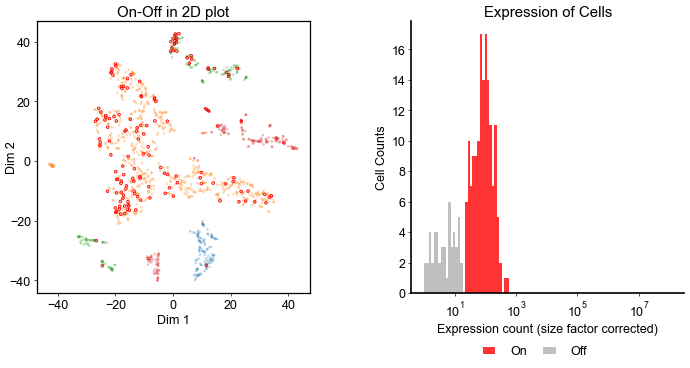 On-Off in 2D plot
40
20
0
−20
−40
−40 −20 0 20 40
Dim 2
Dim 1
Expression of Cells
16
14
12
10
8
6
4
2
0
10^1 10^3 10^5 10^7
Cell Counts
Expression count (size factor corrected)
On Off